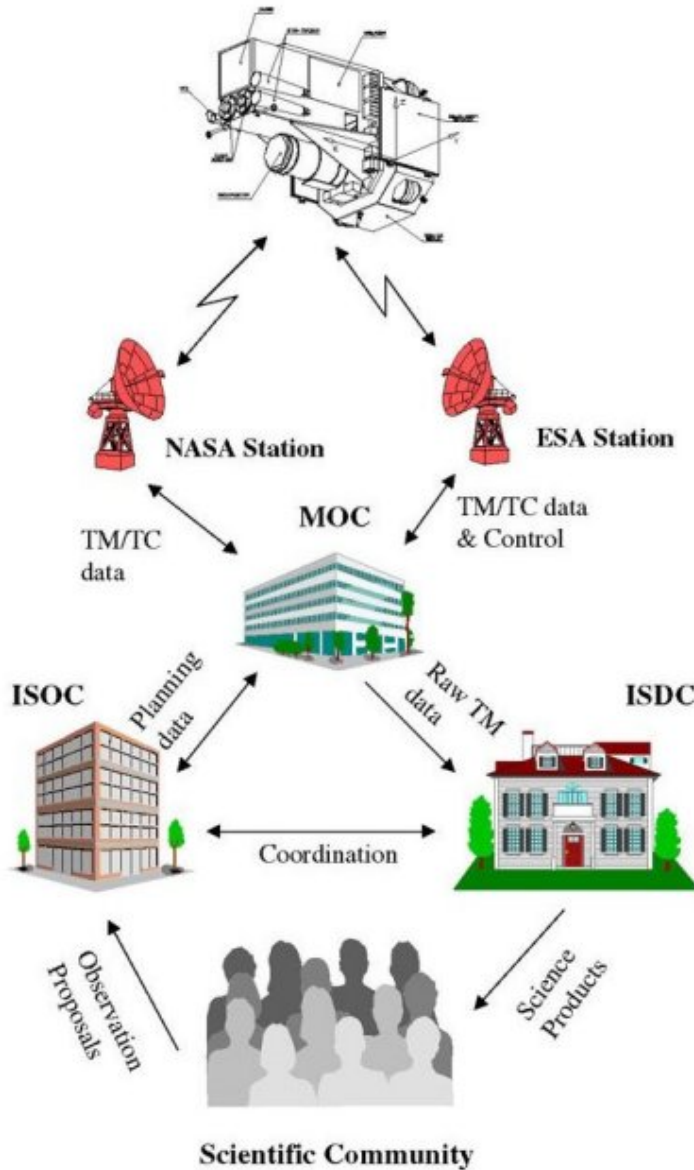 NASA Station
ESA Station
MOC
TM/TC
data
TM/TC data
& Control
ISOC
Planning
data
Raw TM
data
ISDC
Coordination
Observation
Proposals
Science
Products
Scientific Community